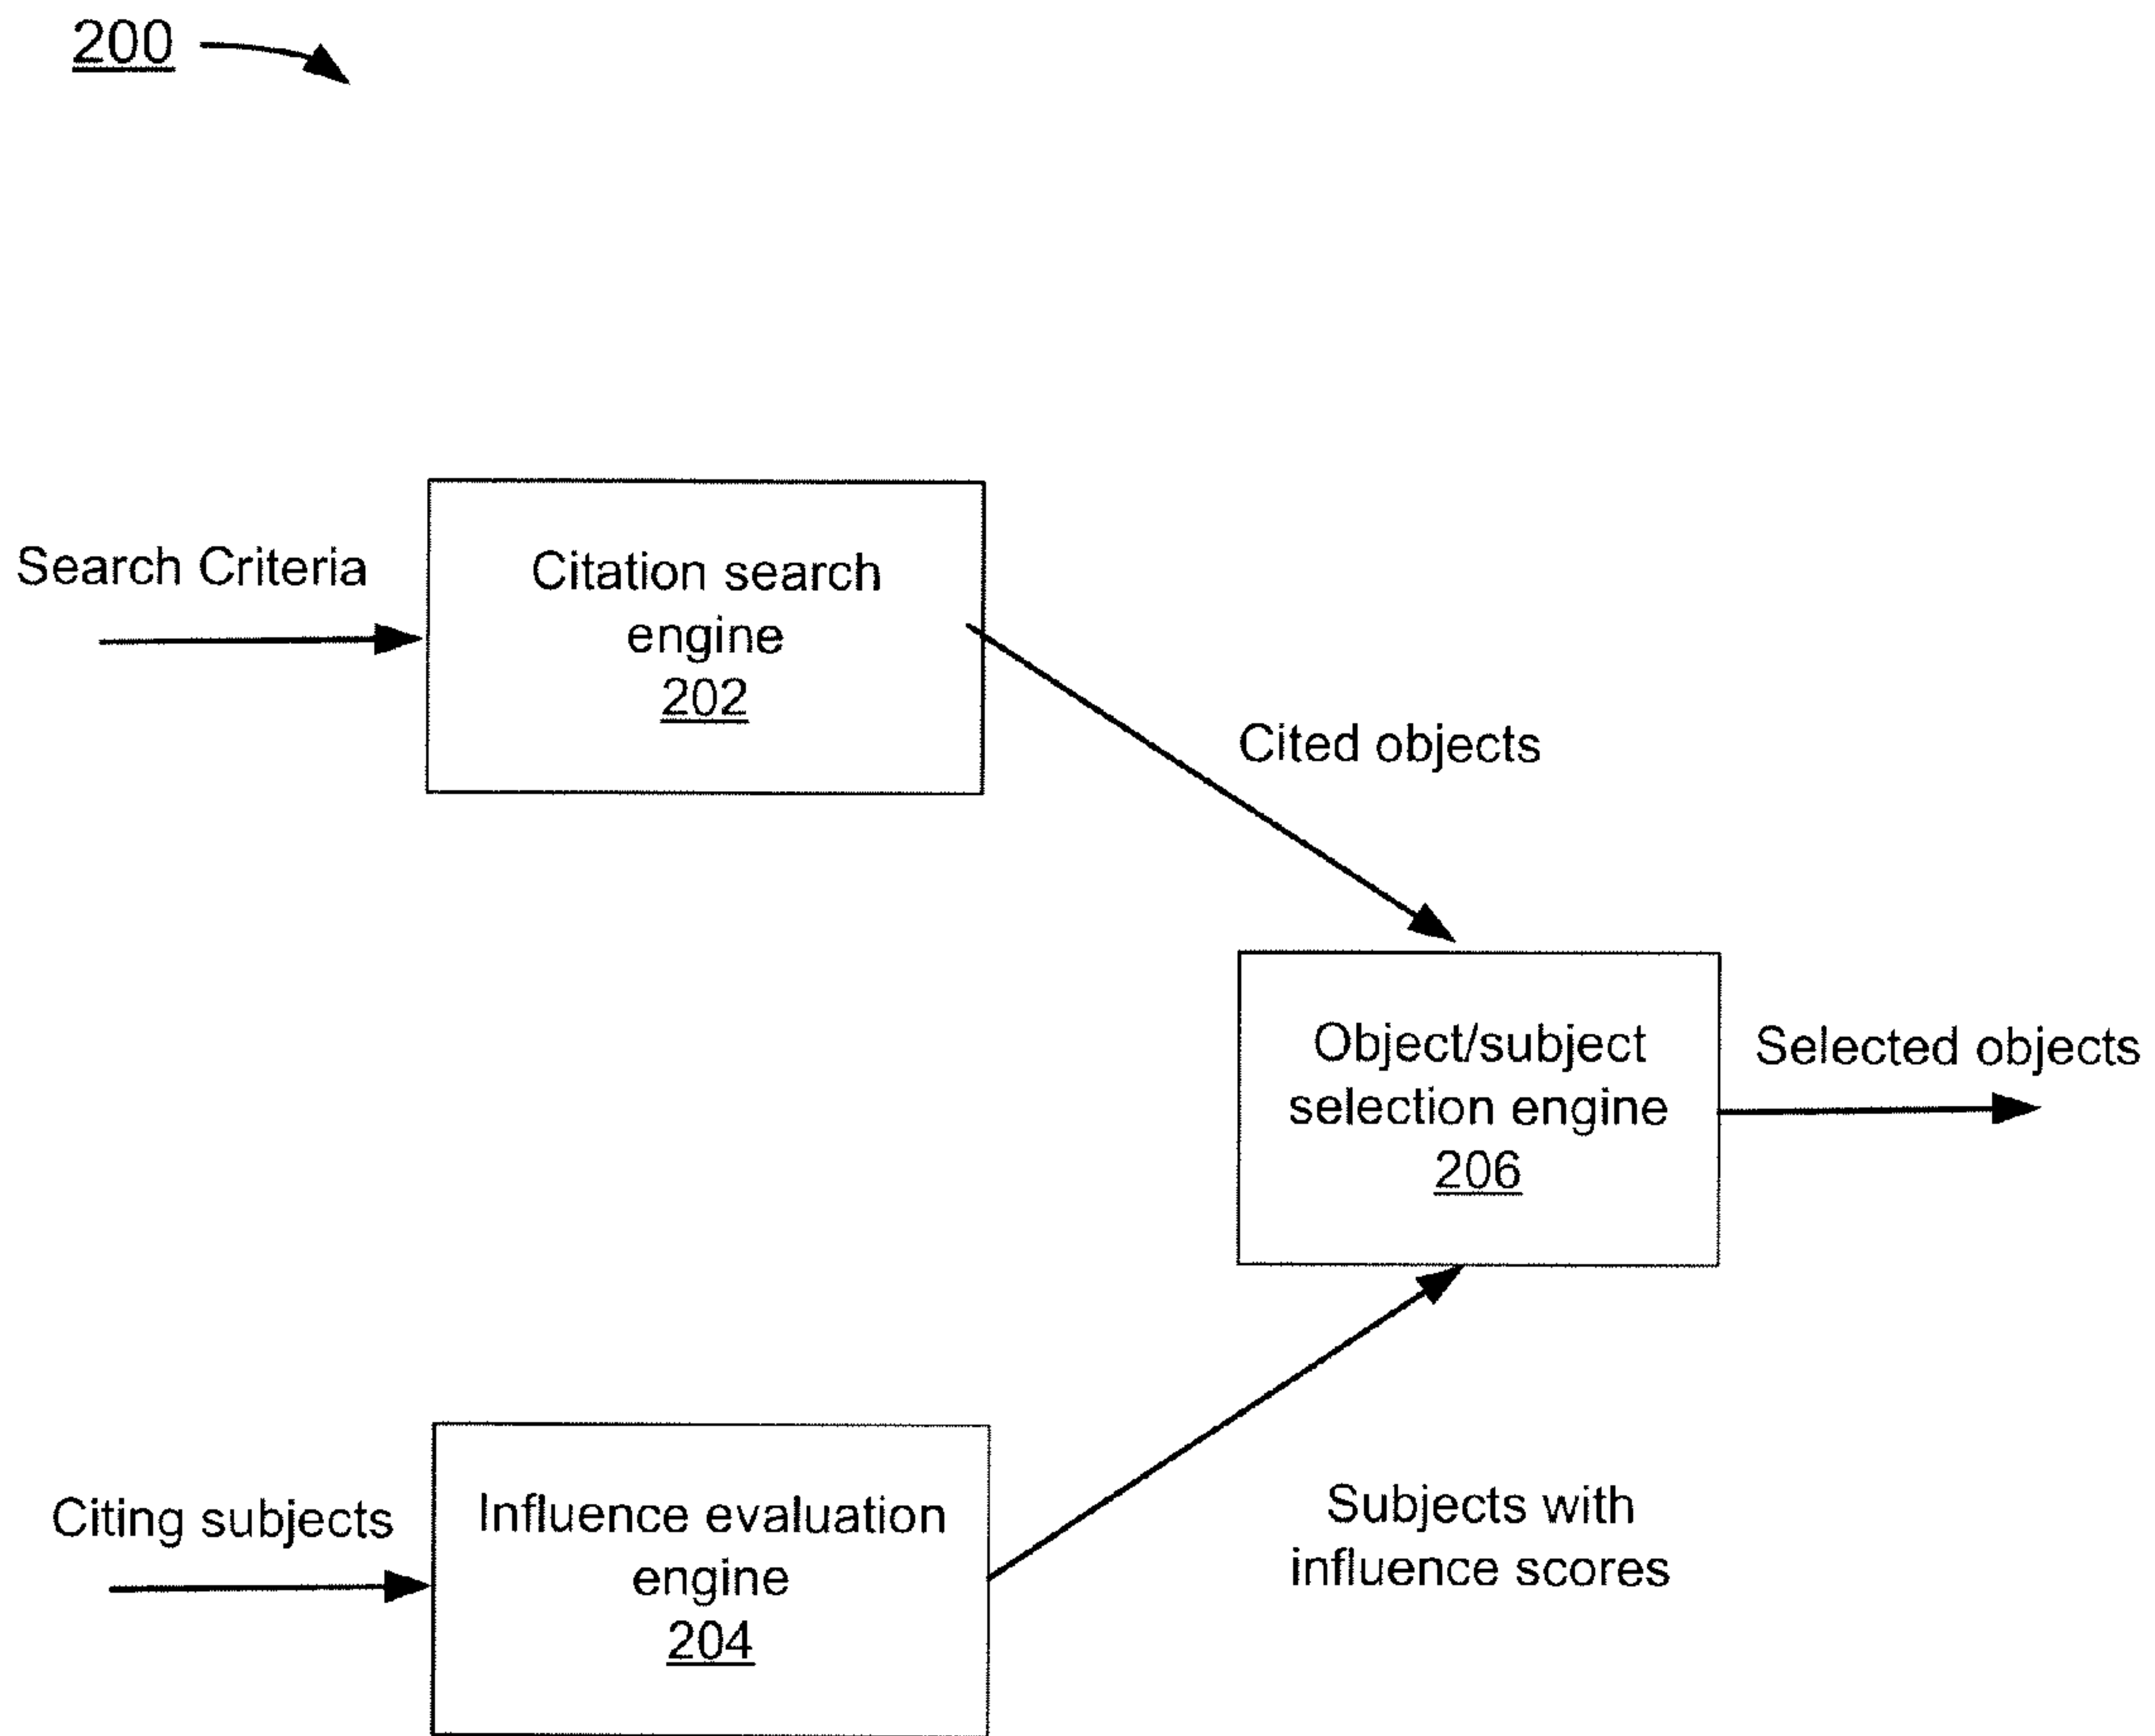 200
Search Criteria
Citation search
engine
202
Cited objects
Object/subject
selection engine
206
Selected objects
Citing subjects
Influence evaluation
engine
204
Subjects with
influence scores